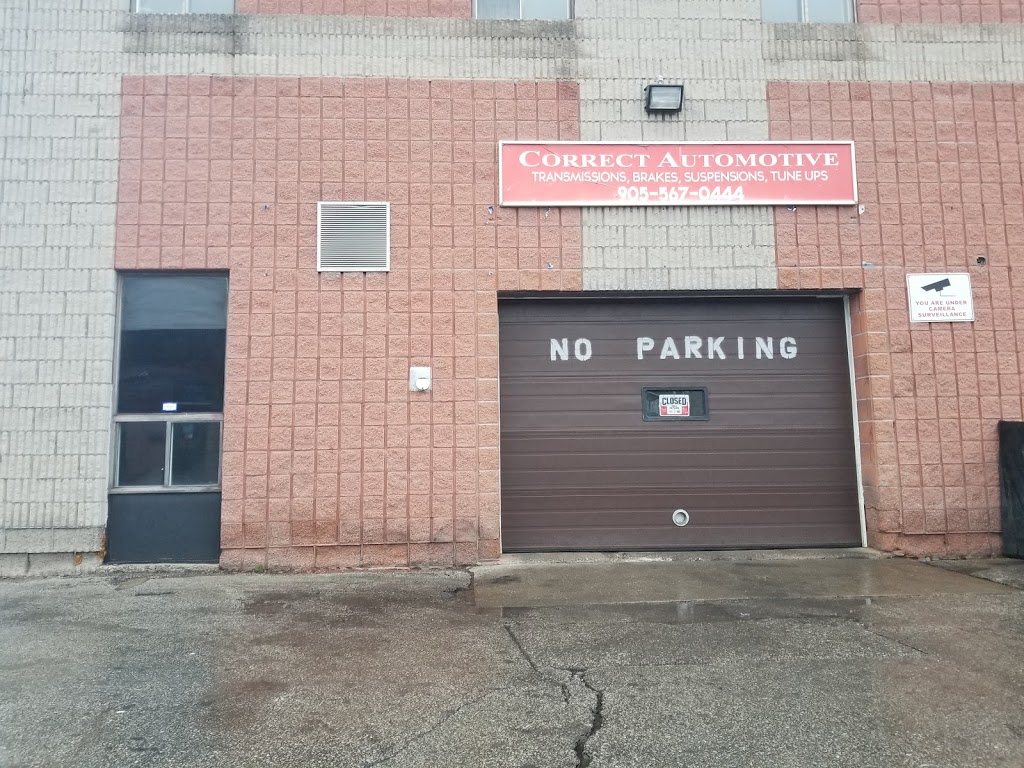 CORRECT AUTOMOTIVE
TRANSMISSIONS, BRAKES, SUSPENSIONS, TUNE UPS
905-567-0444
YOU ARE UNDER
CAMERA
SURVEILLANCE
NO PARKING
CLOSED